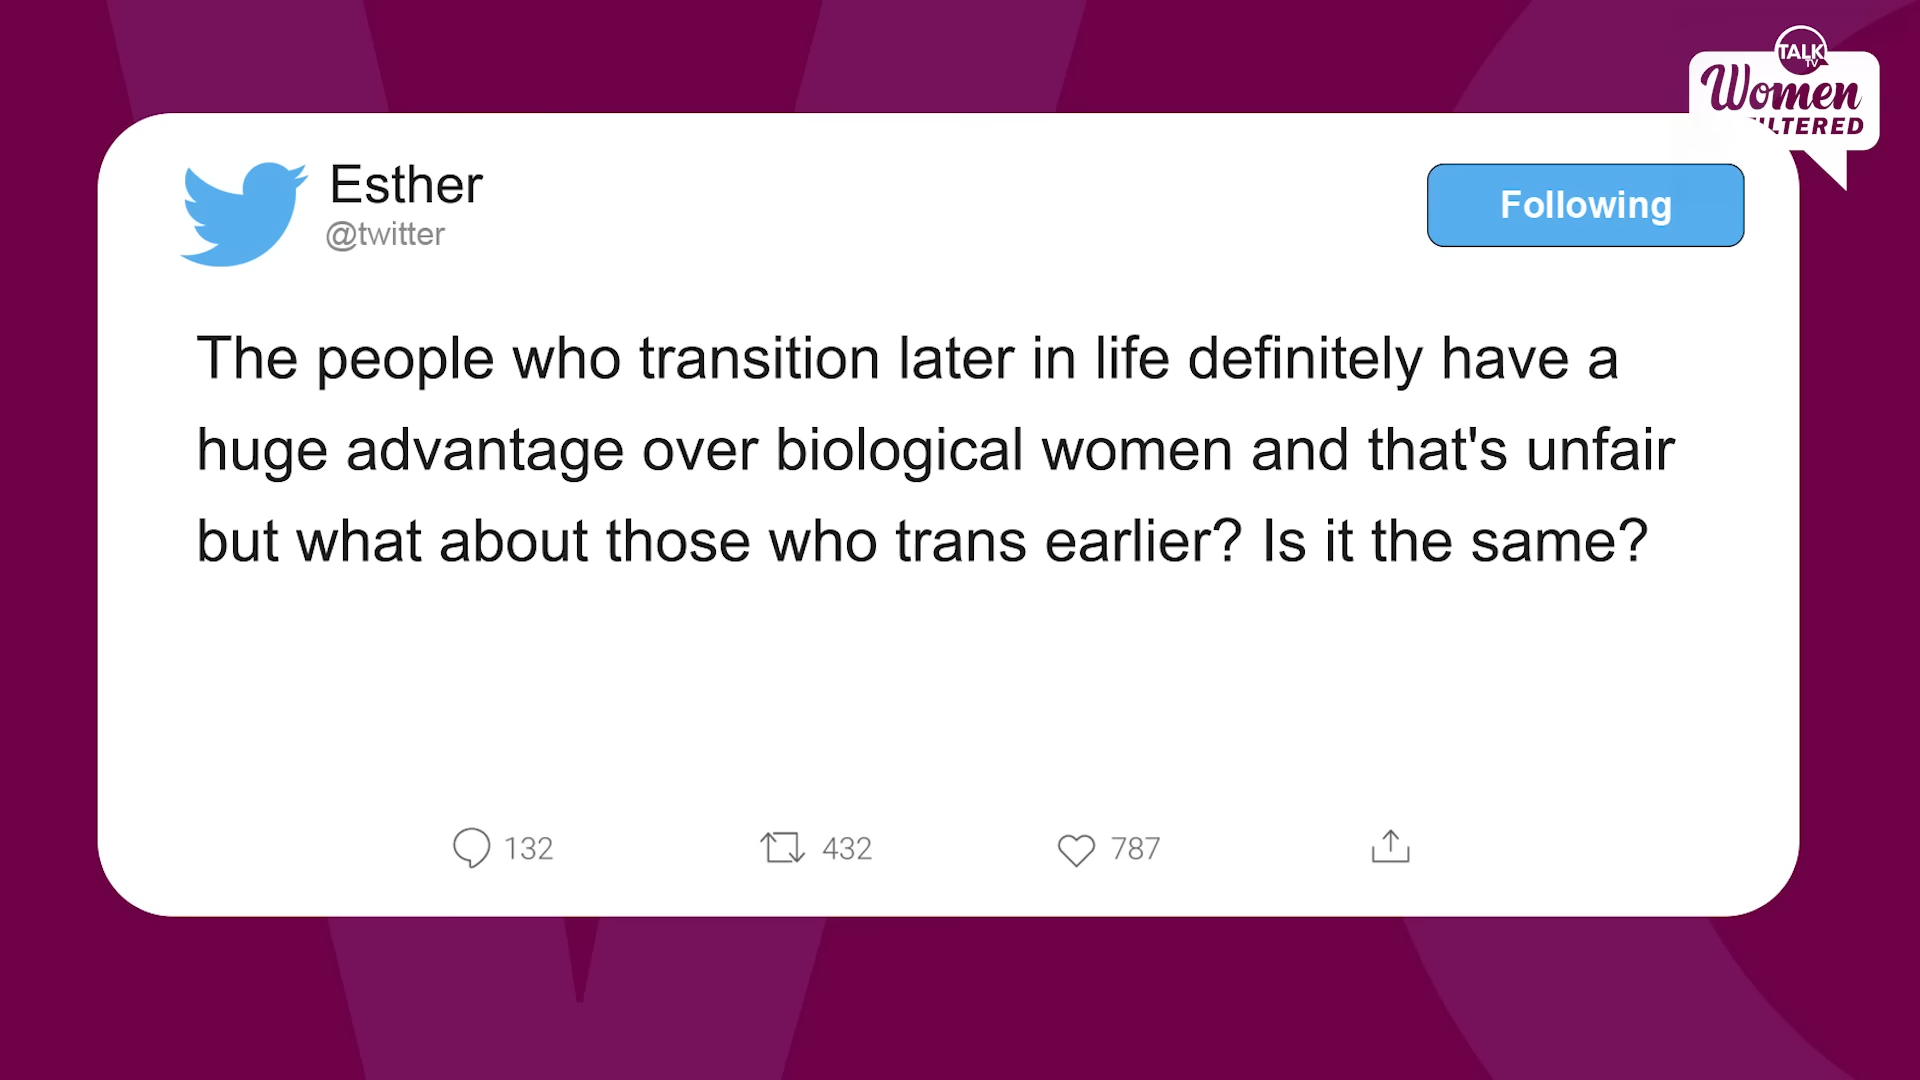 TALK
TV
Women
ILTERED
Esther
@twitter
Following
The people who transition later in life definitely have a
huge advantage over biological women and that's unfair
but what about those who trans earlier? Is it the same?
132
432
787